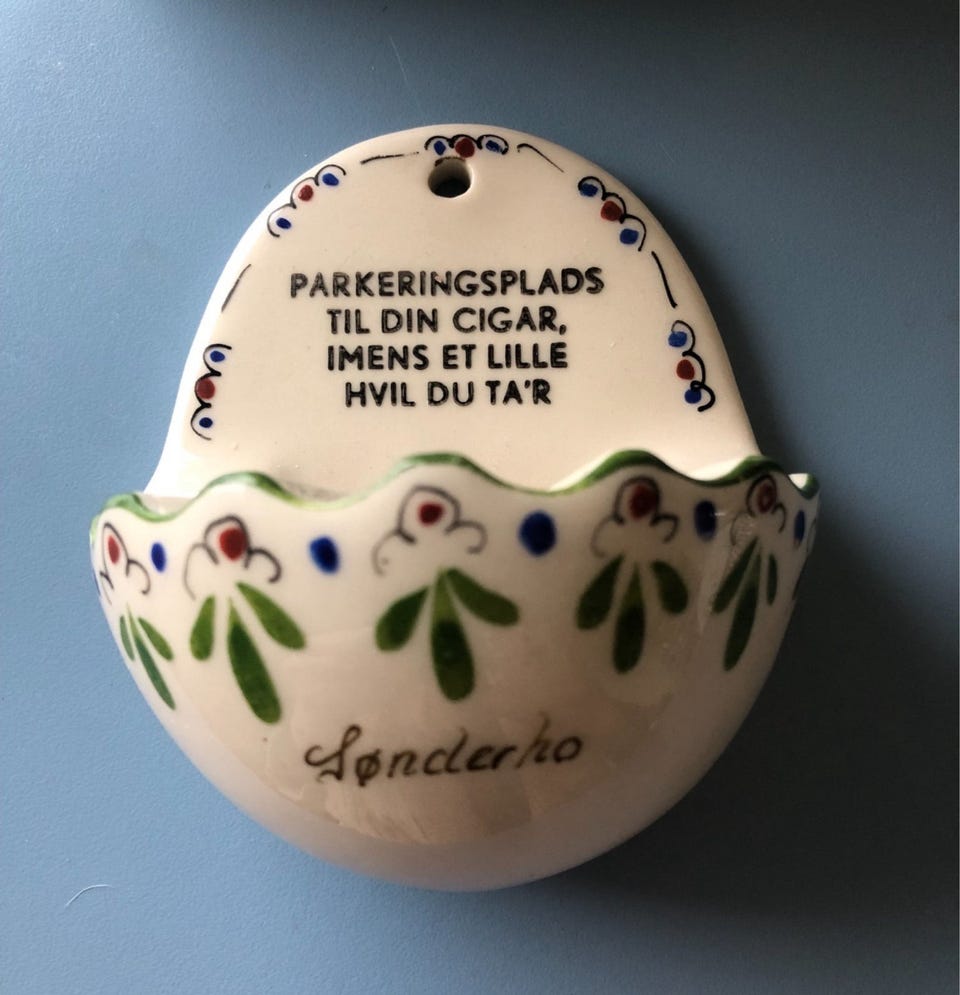 PARKERINGSPLADS
TIL DIN CIGAR,
IMENS ET LILLE
HVIL DU TA'R
Sønderho